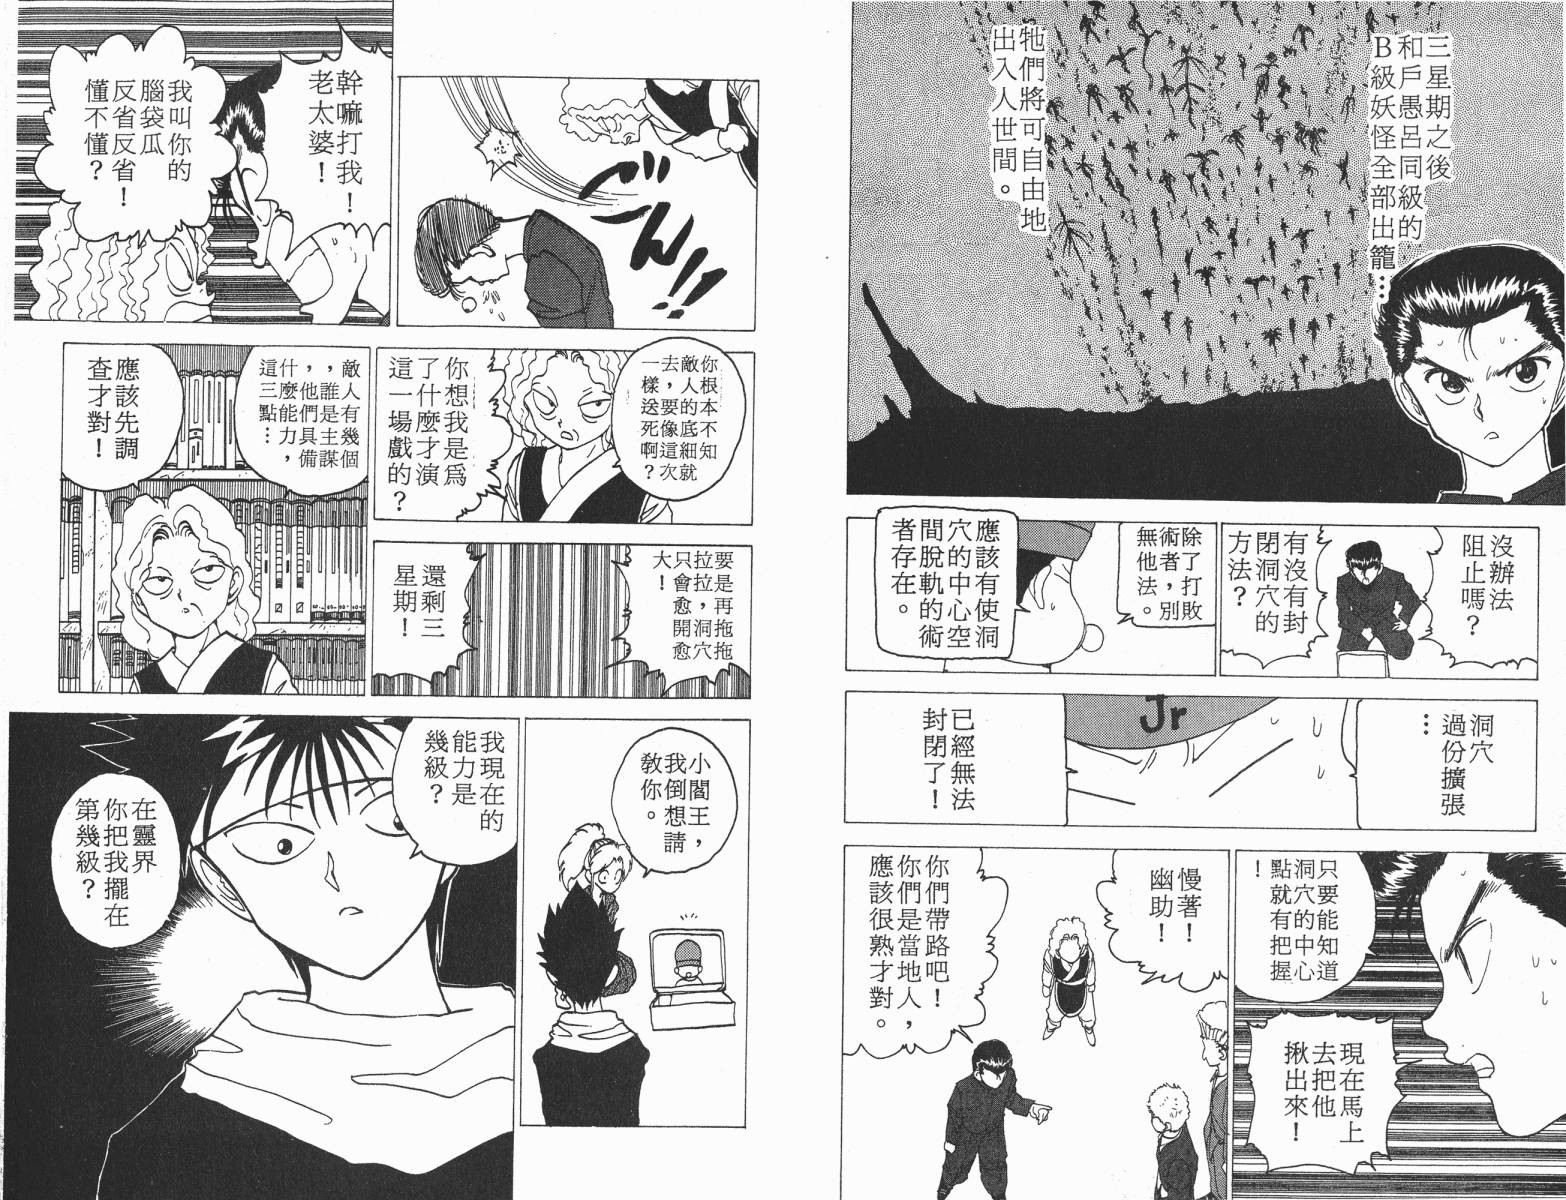 三星期之後
和戶愚呂同級的
B級妖怪全部出籠…
牠們將可自由地
出入人世間。
沒辦法
阻止嗎？
有沒有封
閉洞穴的
方法？
除了打敗
術者，別
無他法。
應該有使洞
穴的中心空
間脫軌的術
者存在。
洞穴
過份擴張
…
Jr
已經無法
封閉了！
只要能知道
洞穴的中心
點就有把握
！
現在馬上
去把他
揪出來！
慢著！
幽助！
你們帶路吧！
你們是當地人，
應該很熟才對。
ブン!!
幹嘛打我！
老太婆！
我叫你的
腦袋瓜
反省反省！
懂不懂？
你根本不知
敵人的底細就
去，要像這次
一樣送死啊？
你想我是為
了什麼才演
這一場戲的？
敵人有幾個
，誰是主謀
，他們具備
什麼能力，
這三點…
應該先調
查才對！
要是再拖拖
拉拉，洞穴
只會愈開愈
大！
還剩三
星期！
小閻王，
我倒想請
教你。
我現在的
能力是
幾級？
在靈界
你把我擺在
第幾級？